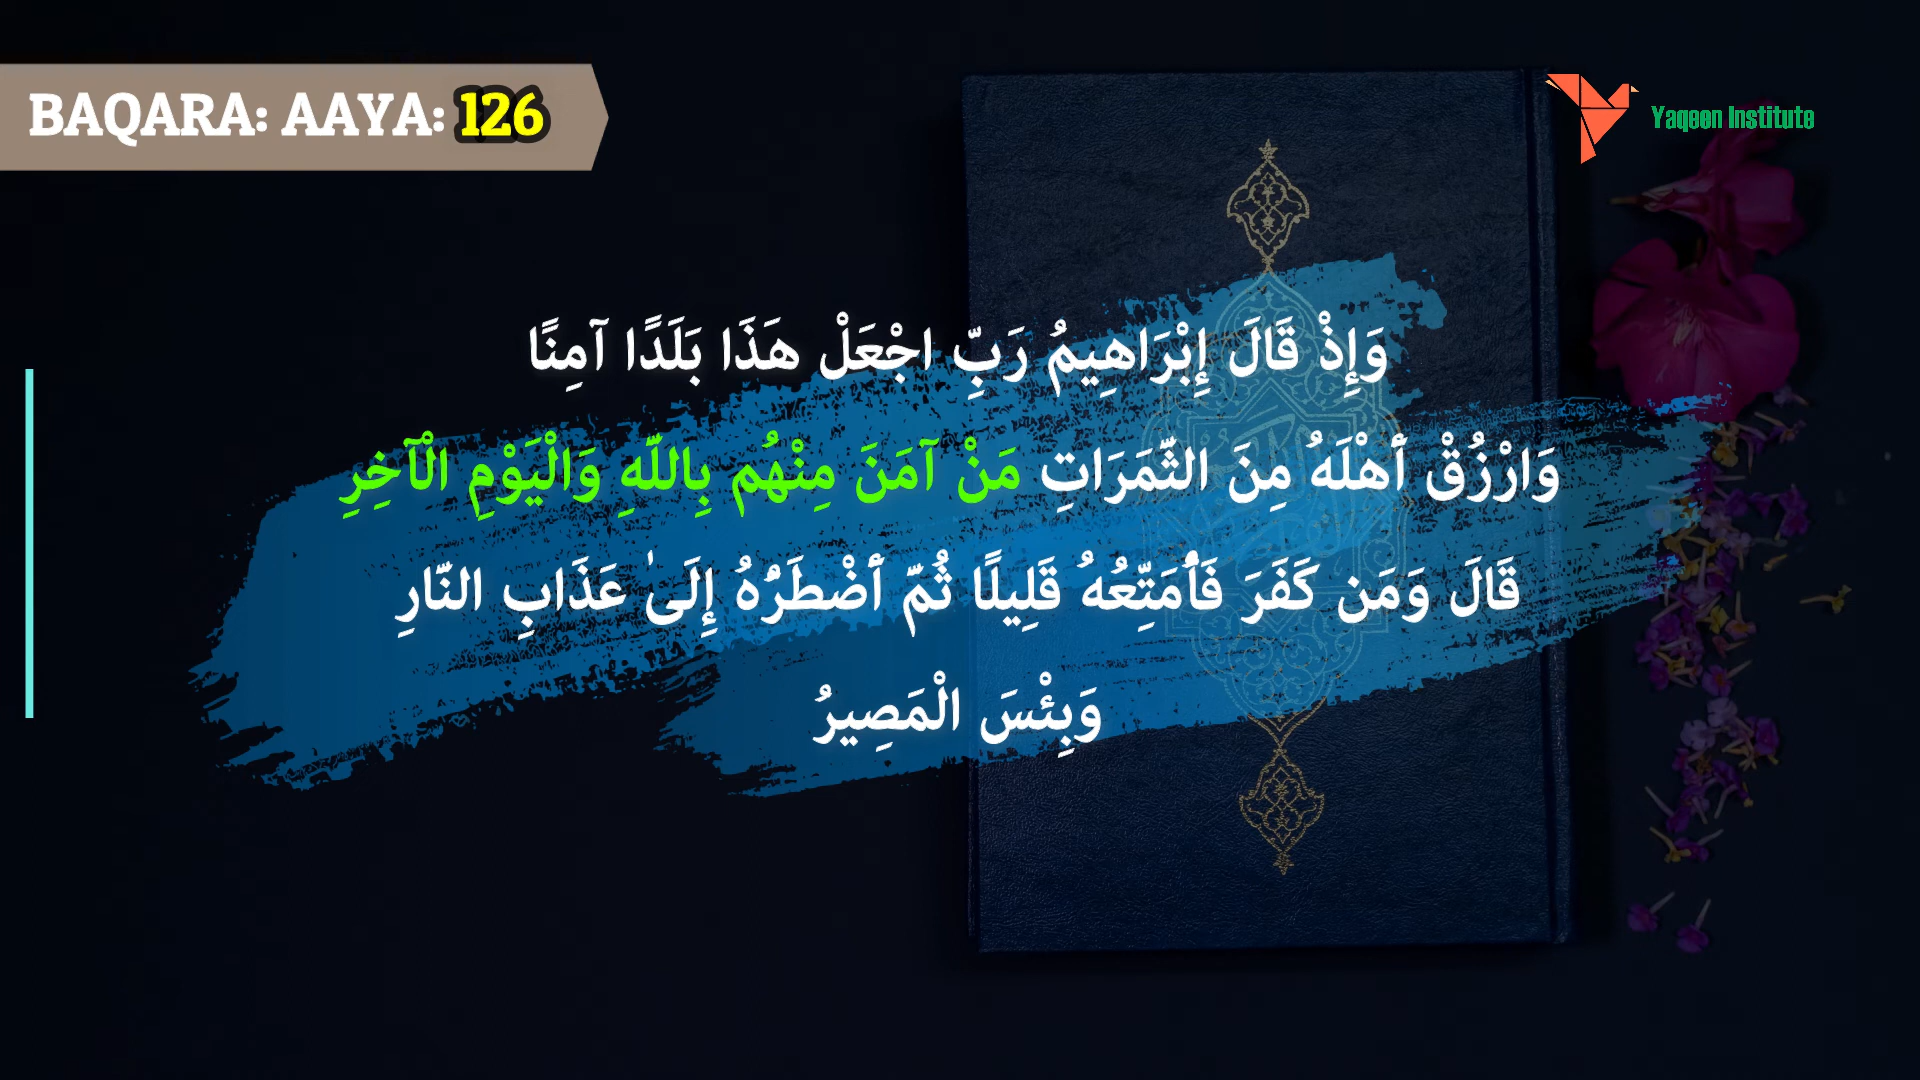 BAQARA: AAYA: 126
Yaqeen Institute
وَإِذْ قَالَ إِبْرَاهِيمُ رَبِّ اجْعَلْ هَذَا بَلَدًا آمِنًا
وَارْزُقْ أَهْلَهُ مِنَ الثَّمَرَاتِ مَنْ آمَنَ مِنْهُم بِاللَّهِ وَالْيَوْمِ الْآخِرِ
قَالَ وَمَن كَفَرَ فَأُمَتِّعُهُ قَلِيلًا ثُمَّ أَضْطَرُّهُ إِلَىٰ عَذَابِ النَّارِ
وَبِئْسَ الْمَصِيرُ